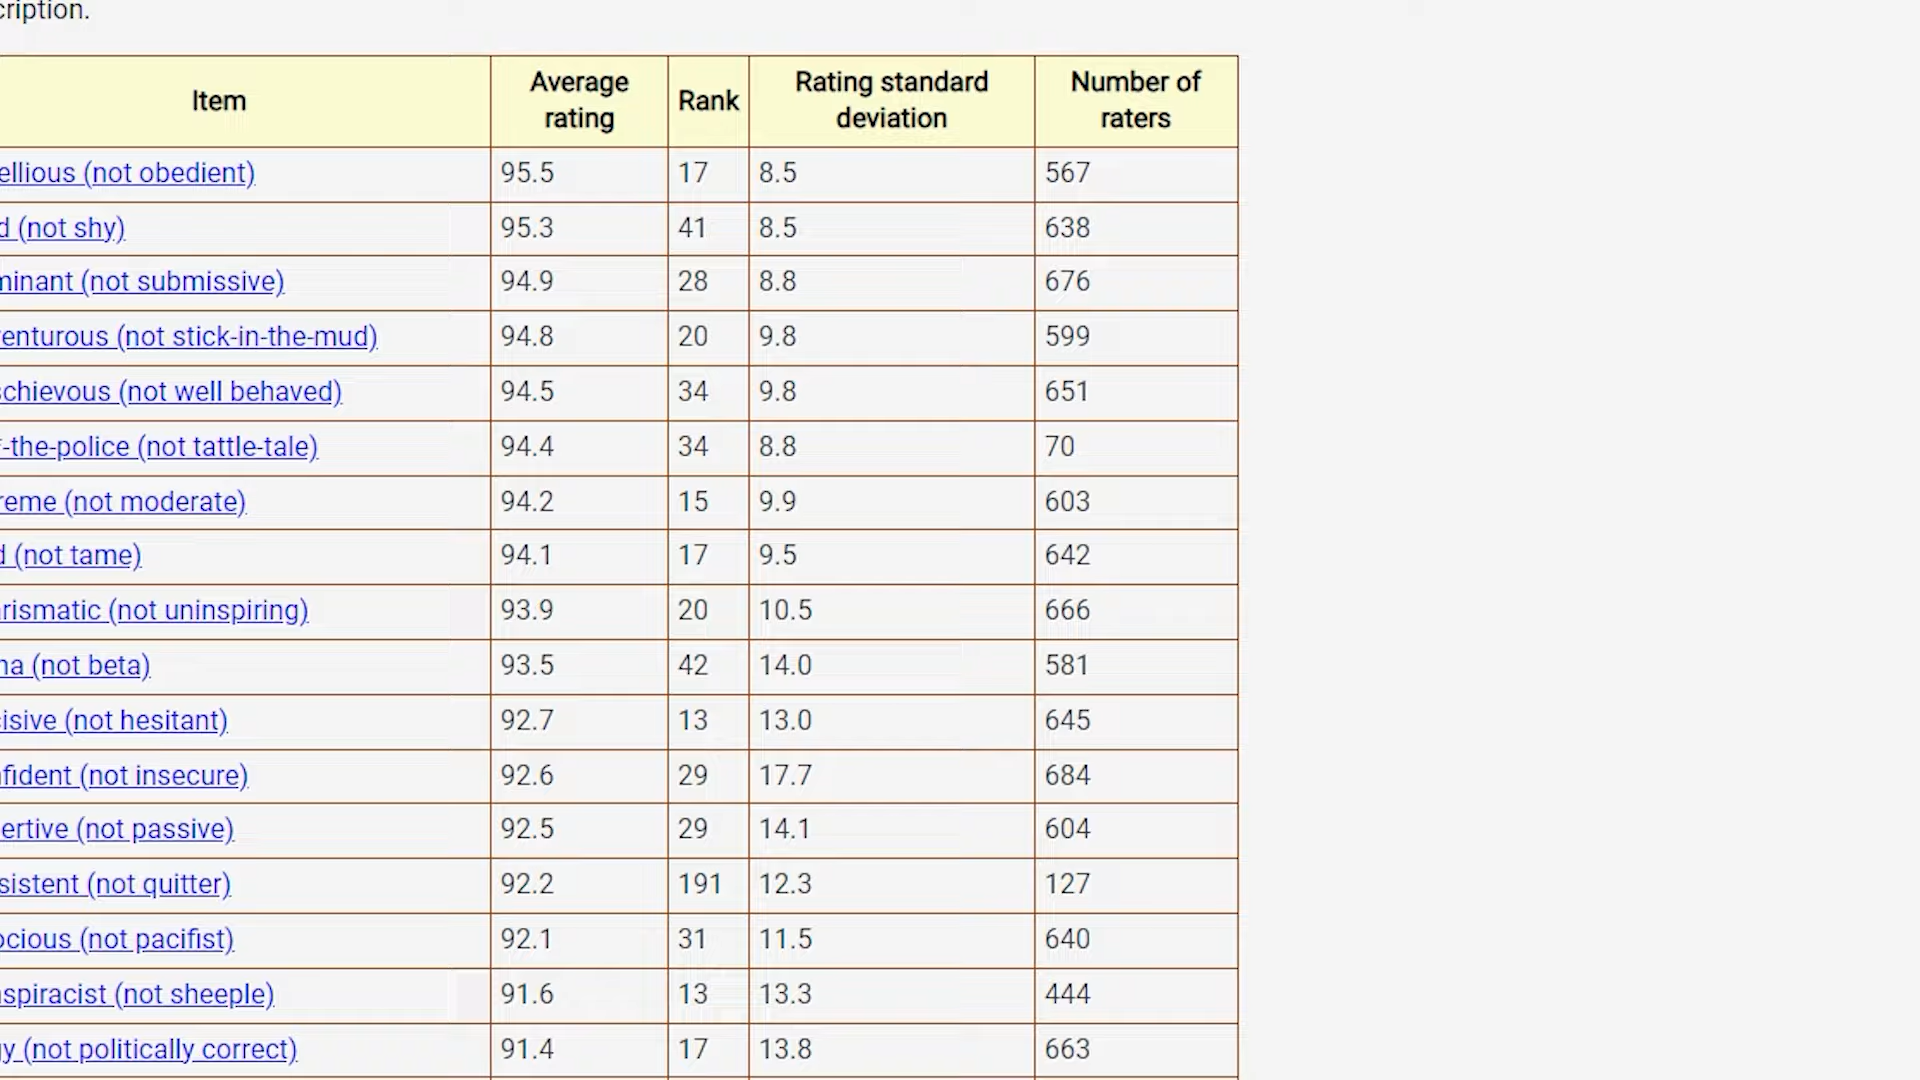 cription.
Item Average rating Rank Rating standard deviation Number of raters
ellious (not obedient) 95.5 17 8.5 567
d (not shy) 95.3 41 8.5 638
minant (not submissive) 94.9 28 8.8 676
venturous (not stick-in-the-mud) 94.8 20 9.8 599
schievous (not well behaved) 94.5 34 9.8 651
-the-police (not tattle-tale) 94.4 34 8.8 70
reme (not moderate) 94.2 15 9.9 603
d (not tame) 94.1 17 9.5 642
rismatic (not uninspiring) 93.9 20 10.5 666
ha (not beta) 93.5 42 14.0 581
cisive (not hesitant) 92.7 13 13.0 645
nfident (not insecure) 92.6 29 17.7 684
ertive (not passive) 92.5 29 14.1 604
sistent (not quitter) 92.2 191 12.3 127
ocious (not pacifist) 92.1 31 11.5 640
nspiracist (not sheeple) 91.6 13 13.3 444
gy (not politically correct) 91.4 17 13.8 663